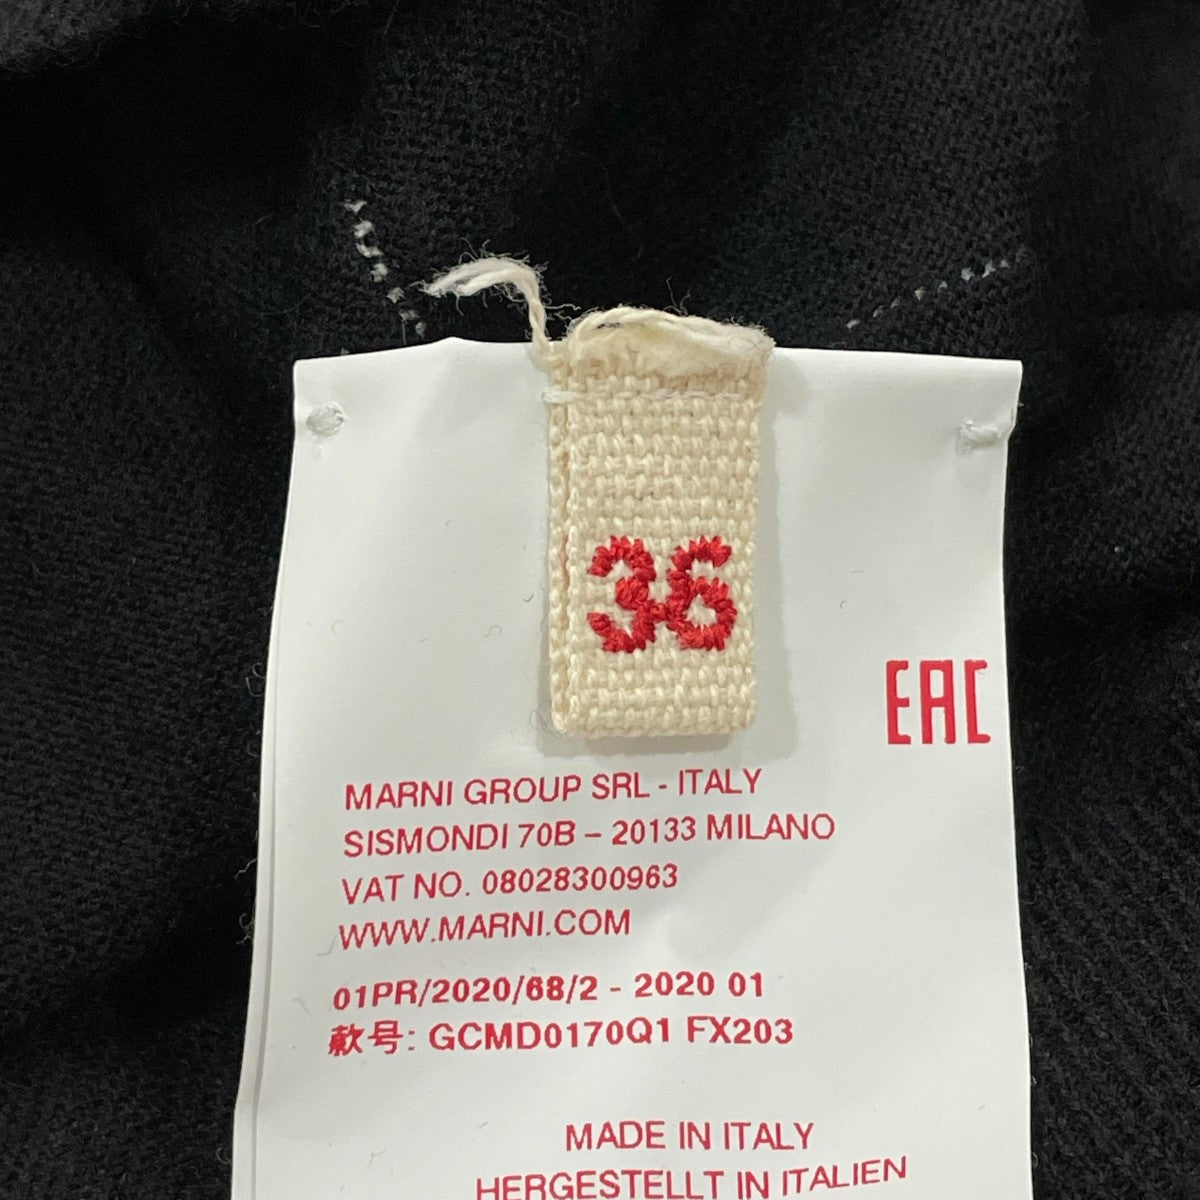 36
EAC
MARNI GROUP SRL - ITALY
SISMONDI 70B – 20133 MILANO
VAT NO. 08028300963
WWW.MARNI.COM
01PR/2020/68/2 - 2020 01
款号: GCMD0170Q1 FX203
MADE IN ITALY
HERGESTELLT IN ITALIEN